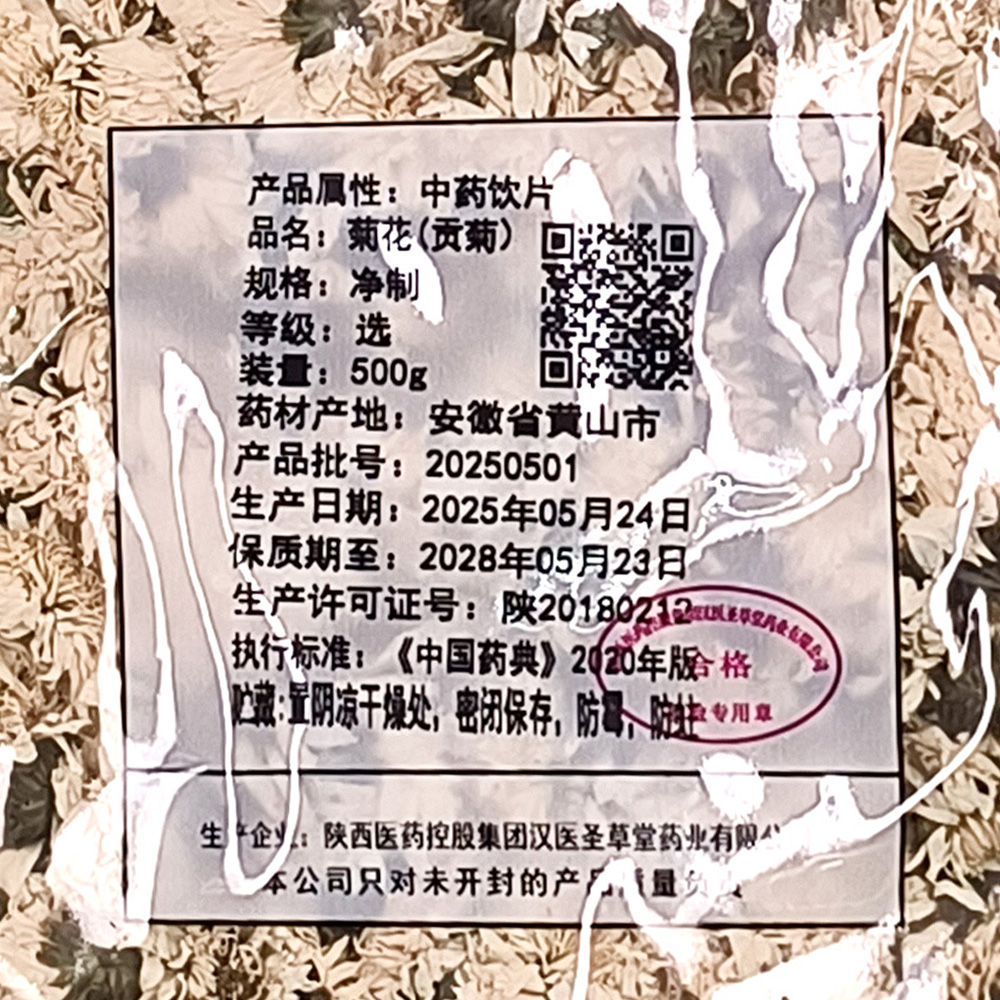 产品属性：中药饮片
品名：菊花(贡菊)
规格：净制
等级：选
装量：500g
药材产地：安徽省黄山市
产品批号：20250501
生产日期：2025年05月24日
保质期至：2028年05月23日
生产许可证号：陕20180212
执行标准：《中国药典》2020年版
贮藏：置阴凉干燥处，密闭保存，防霉，防蛀
合格
专用章
生产企业：陕西医药控股集团汉医圣草堂药业有限公
本公司只对未开封的产品质量负责